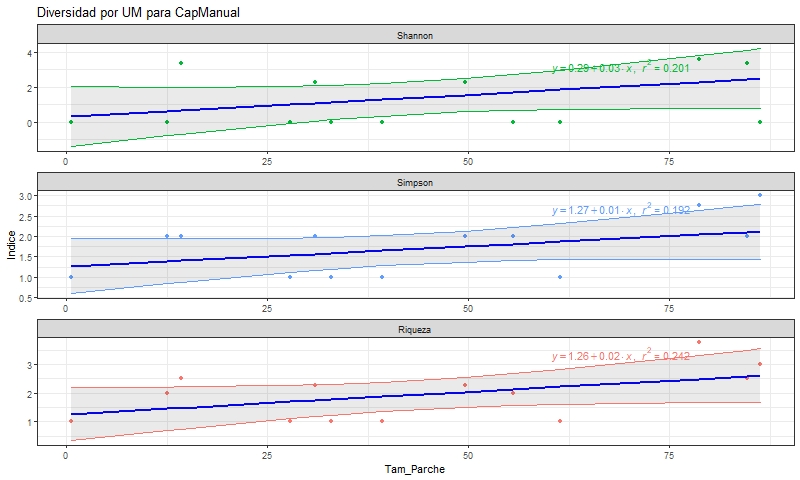 Diversidad por UM para CapManual
Shannon
4
2
0
y = 0.29 + 0.03 · x, r² = 0.201
0 25 50 75
Simpson
3.0
2.5
2.0
1.5
1.0
0.5
y = 1.27 + 0.01 · x, r² = 0.192
0 25 50 75
Indice
Riqueza
3
2
1
y = 1.26 + 0.02 · x, r² = 0.242
0 25 50 75
Tam_Parche